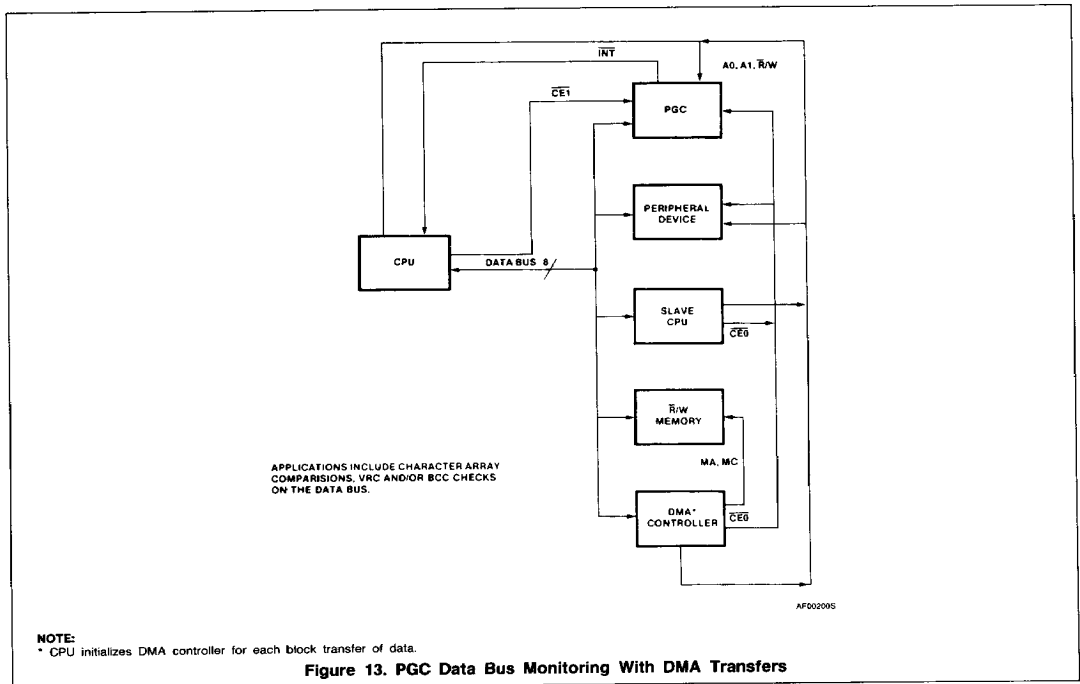 INT
A0, A1, R/W
CE1
PGC
PERIPHERAL
DEVICE
CPU
DATA BUS 8
SLAVE
CPU
CE0
R/W
MEMORY
MA, MC
APPLICATIONS INCLUDE CHARACTER ARRAY
COMPARISIONS, VRC AND/OR BCC CHECKS
ON THE DATA BUS.
DMA*
CONTROLLER
CE0
AF00200S
NOTE:
* CPU initializes DMA controller for each block transfer of data.
Figure 13. PGC Data Bus Monitoring With DMA Transfers